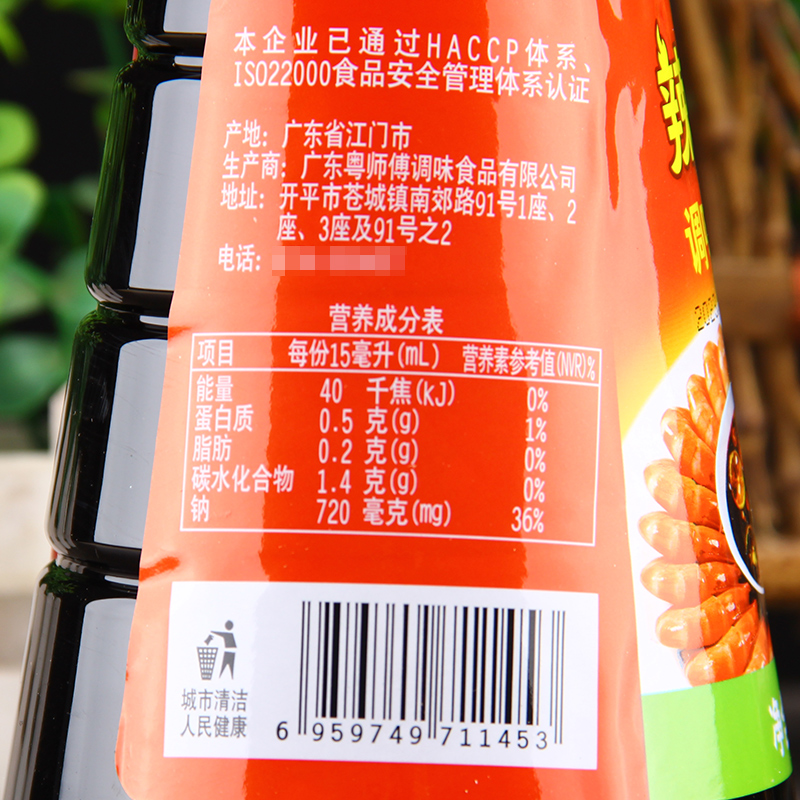 本企业已通过HACCP体系、
ISO22000食品安全管理体系认证
产地: 广东省江门市
生产商: 广东粤师傅调味食品有限公司
地址: 开平市苍城镇南郊路91号1座、2
座、3座及91号之2
电话:
营养成分表
项目 每份15毫升(mL) 营养素参考值(NVR)%
能量 40 千焦(kJ) 0%
蛋白质 0.5 克(g) 1%
脂肪 0.2 克(g) 0%
碳水化合物 1.4 克(g) 0%
钠 720 毫克(mg) 36%
城市清洁
人民健康
6 959749 711453
辣
调